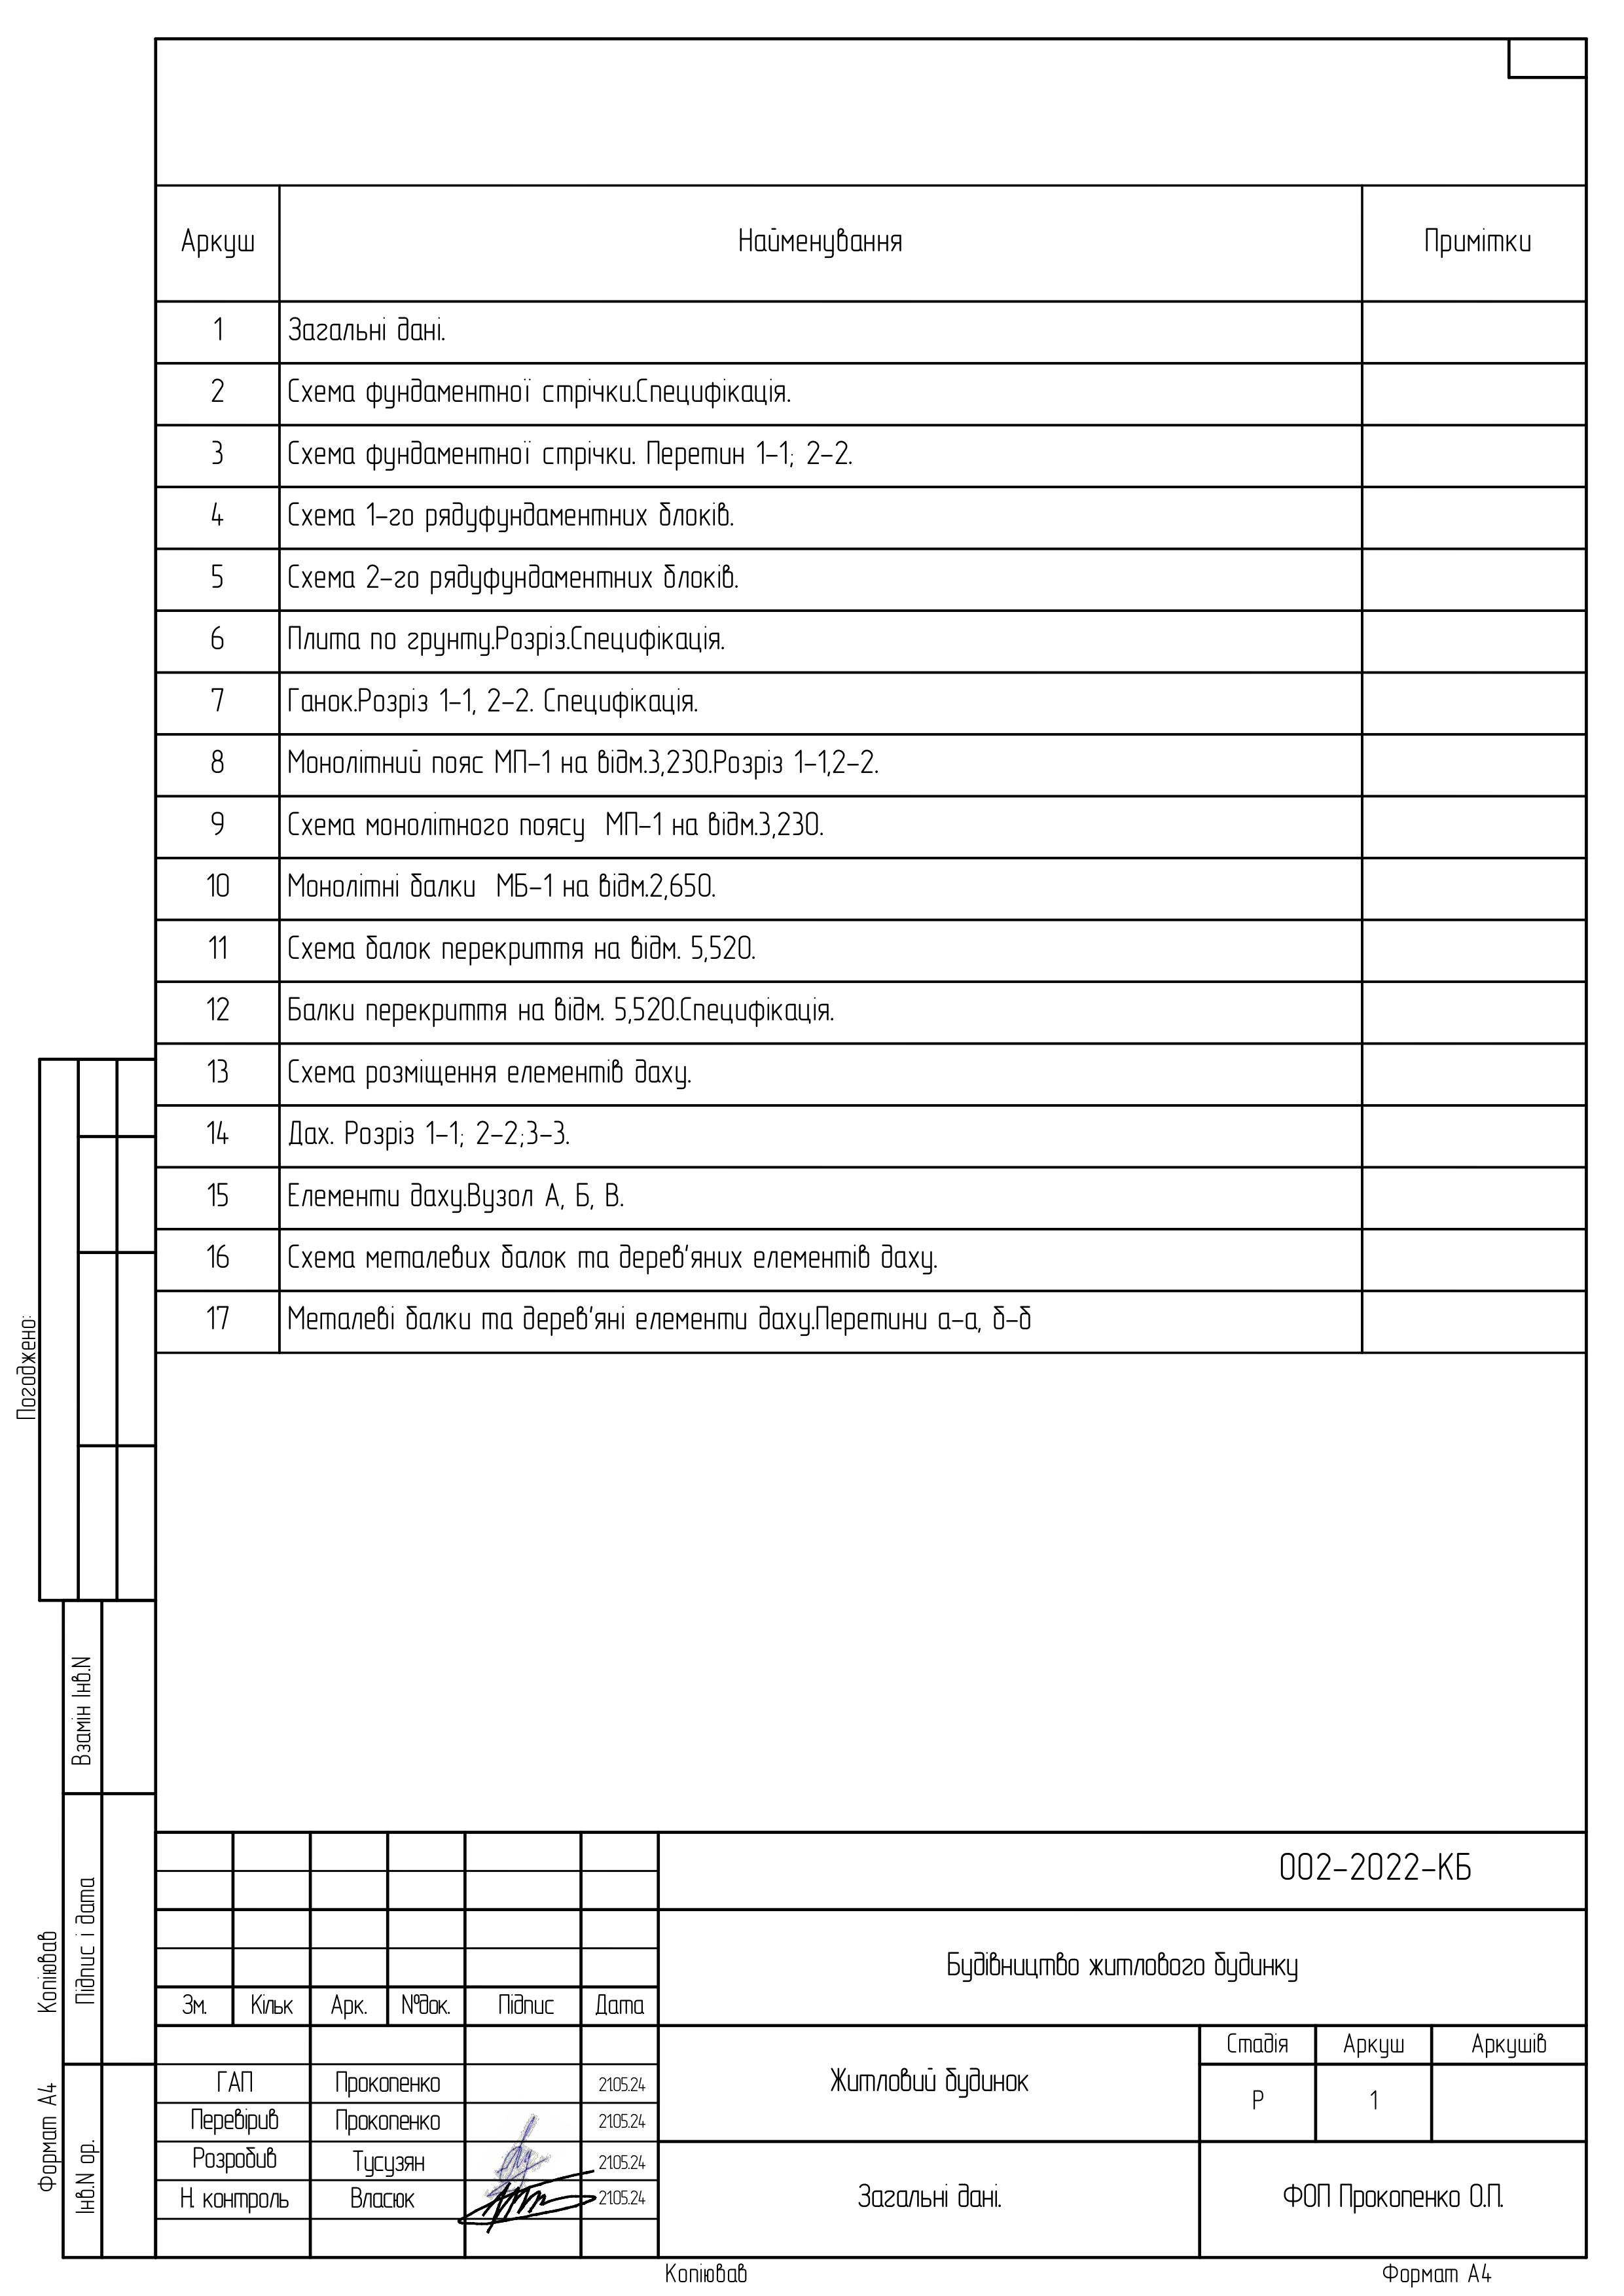 Аркуш Найменування Примітки
1 Загальні дані.
2 Схема фундаментної стрічки.Специфікація.
3 Схема фундаментної стрічки. Перетин 1-1; 2-2.
4 Схема 1-го рядуфундаментних блоків.
5 Схема 2-го рядуфундаментних блоків.
6 Плита по грунту.Розріз.Специфікація.
7 Ганок.Розріз 1-1, 2-2. Специфікація.
8 Монолітний пояс МП-1 на відм.3,230.Розріз 1-1,2-2.
9 Схема монолітного поясу МП-1 на відм.3,230.
10 Монолітні балки МБ-1 на відм.2,650.
11 Схема балок перекриття на відм. 5,520.
12 Балки перекриття на відм. 5,520.Специфікація.
13 Схема розміщення елементів даху.
14 Дах. Розріз 1-1; 2-2;3-3.
15 Елементи даху.Вузол А, Б, В.
16 Схема металевих балок та дерев'яних елементів даху.
17 Металеві балки та дерев'яні елементи даху.Перетини а-а, б-б
Погоджено:
Взамін Інв.N
Підпис і дата
Інв.N ор.
Копіював
Формат А4
002-2022-КБ
Будівництво житлового будинку
Зм. Кільк Арк. №док. Підпис Дата
Житловий будинок
Стадія Аркуш Аркушів
Р 1
ГАП Прокопенко 21.05.24
Перевірив Прокопенко 21.05.24
Розробив Тусузян 21.05.24
Н. контроль Власюк 21.05.24
Загальні дані.
ФОП Прокопенко О.П.
Копіював Формат А4